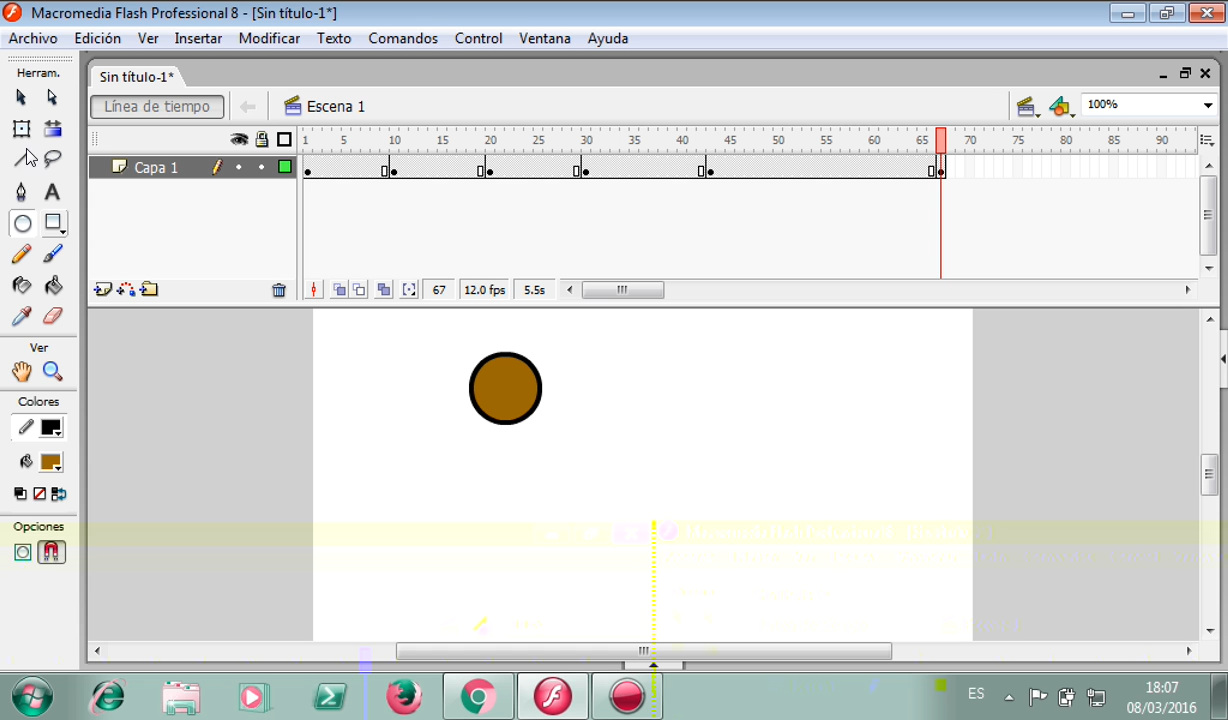 Macromedia Flash Professional 8 - [Sin título-1*]
Archivo Edición Ver Insertar Modificar Texto Comandos Control Ventana Ayuda
Herram.
Sin título-1*
Línea de tiempo
Escena 1
100%
1 5 10 15 20 25 30 35 40 45 50 55 60 65 70 75 80 85 90
Capa 1
67 12.0 fps 5.5s
Ver
Colores
Opciones
ES
18:07
08/03/2016